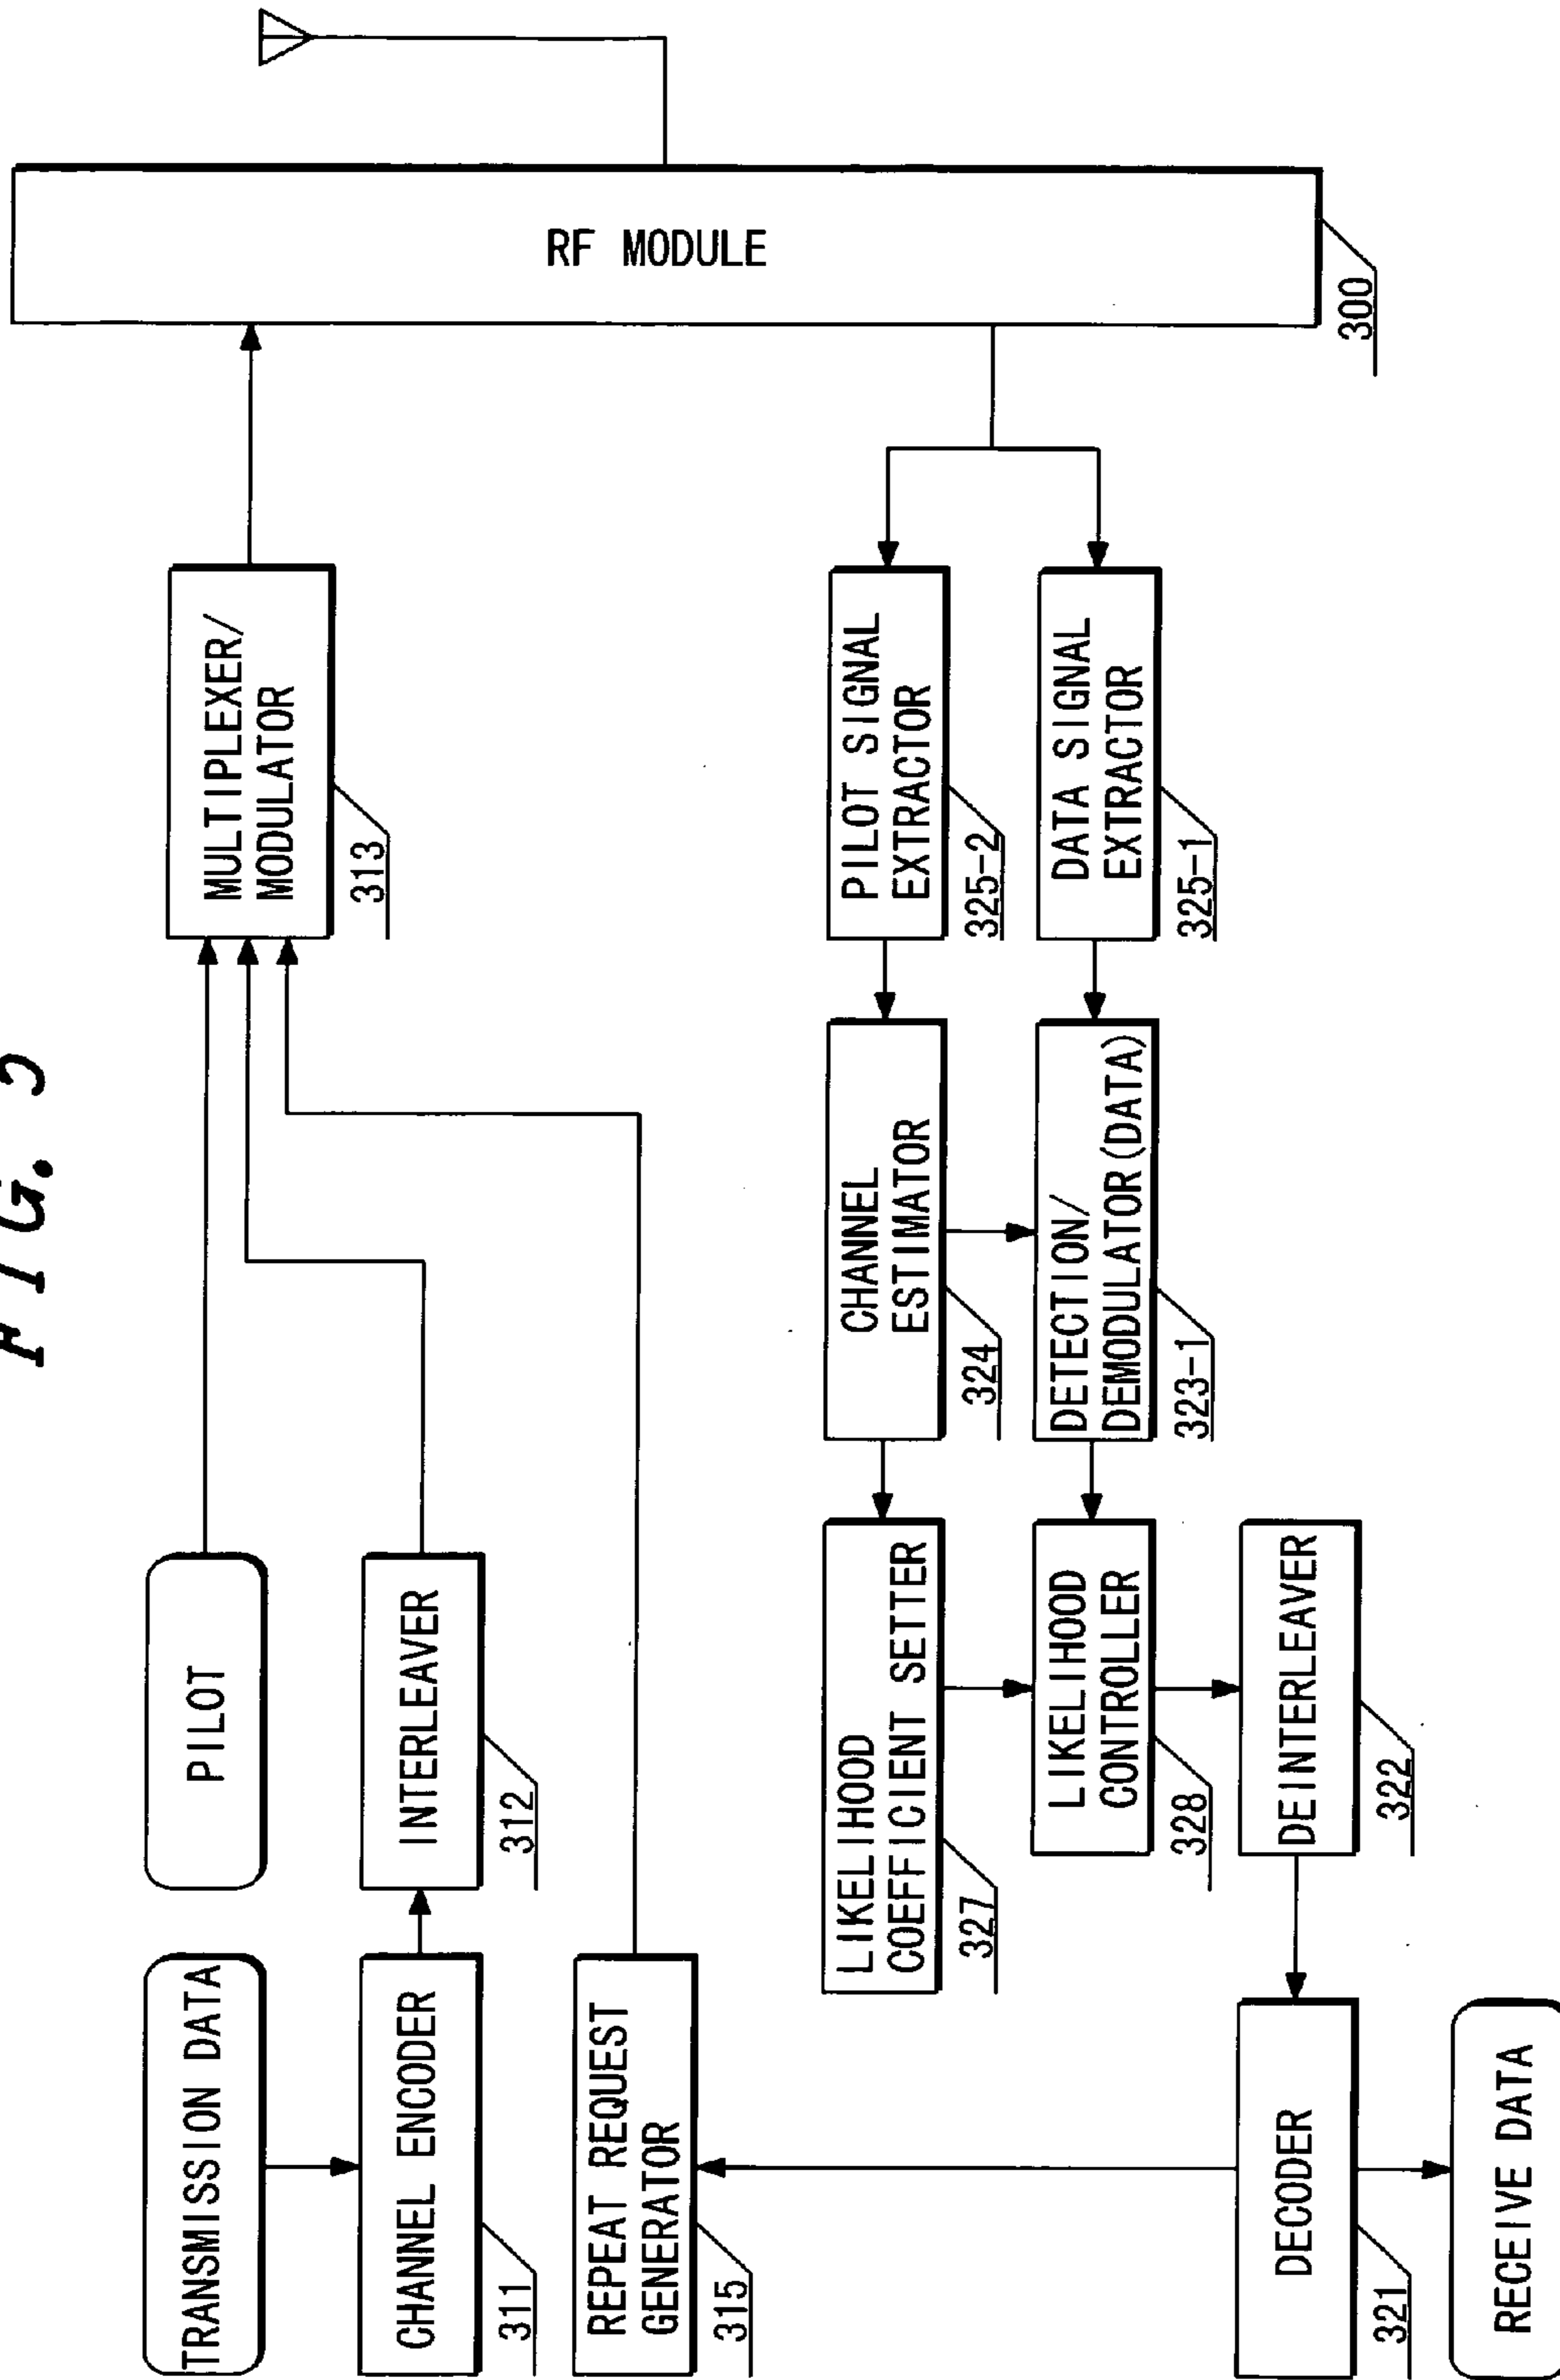 FIG.
TRANSMISSION DATA
PILOT
CHANNEL ENCODER
311
INTERLEAVER
312
MULTIPLEXER/
MODULATOR
313
REPEAT REQUEST
GENERATOR
315
RF MODULE
300
LIKELIHOOD
COEFFICIENT SETTER
327
CHANNEL
ESTIMATOR
324
PILOT SIGNAL
EXTRACTOR
325-2
LIKELIHOOD
CONTROLLER
328
DETECTION/
DEMODULATOR(DATA)
323-1
DATA SIGNAL
EXTRACTOR
325-1
DECODER
321
DEINTERLEAVER
322
RECEIVE DATA